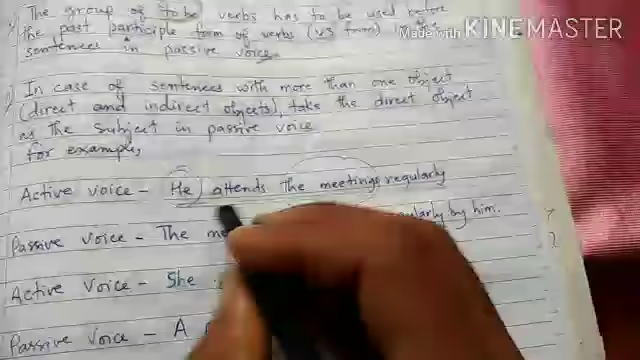 Made with KINEMASTER
The group of to be verbs has to be used before
the past participle form of verbs (V3 form) in the
sentences in passive voice.
In case of sentences with more than one object
(direct and indirect objects), take the direct object
as the subject in passive voice
For example,
Active voice - He attends the meetings regularly
Passive voice - The me regularly by him.
Active Voice - She
Passive Voice - A